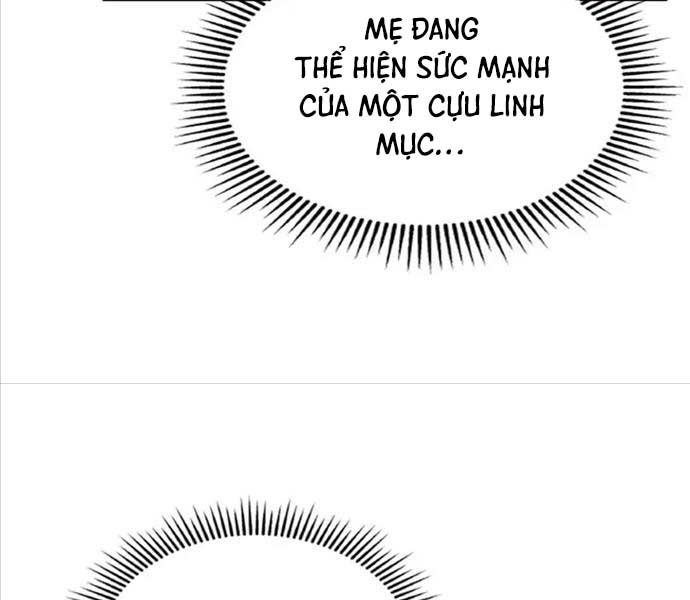 MẸ ĐANG
THỂ HIỆN SỨC MẠNH
CỦA MỘT CỰU LINH
MỤC...